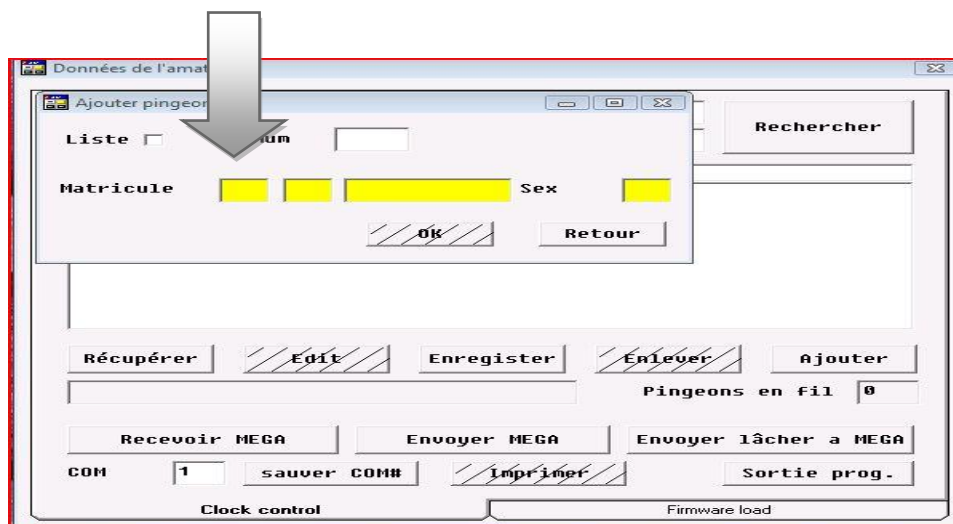 Données de l'amat
Ajouter pingeon
Liste
Rechercher
Matricule Sex
OK Retour
Récupérer Edit Enregister Enlever Ajouter
Pingeons en fil 0
Recevoir MEGA Envoyer MEGA Envoyer lâcher a MEGA
COM 1 sauver COM# Imprimer Sortie prog.
Clock control Firmware load